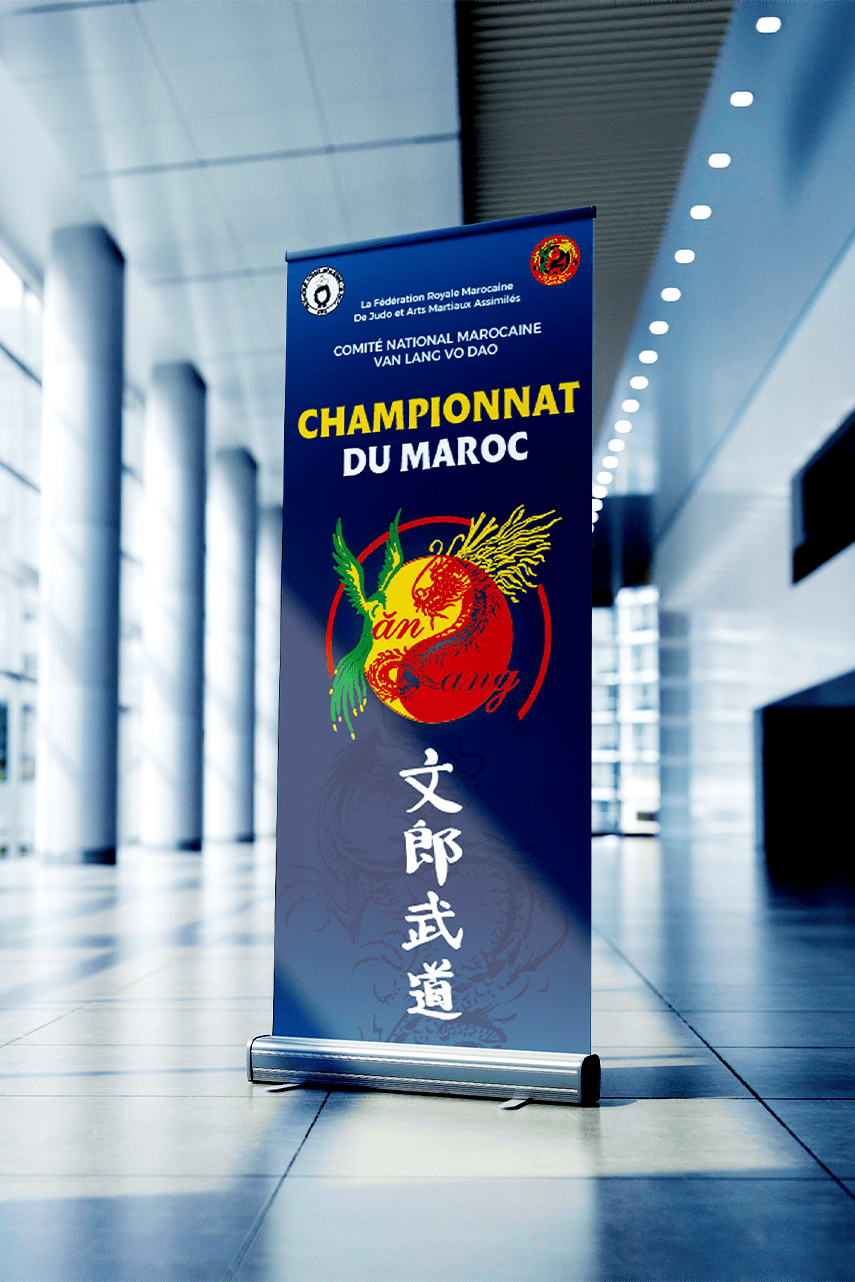 La Fédération Royale Marocaine
De Judo et Arts Martiaux Assimilés
COMITÉ NATIONAL MAROCAINE
VAN LANG VO DAO
CHAMPIONNAT
DU MAROC
ăn
Lang
文
郎
武
道